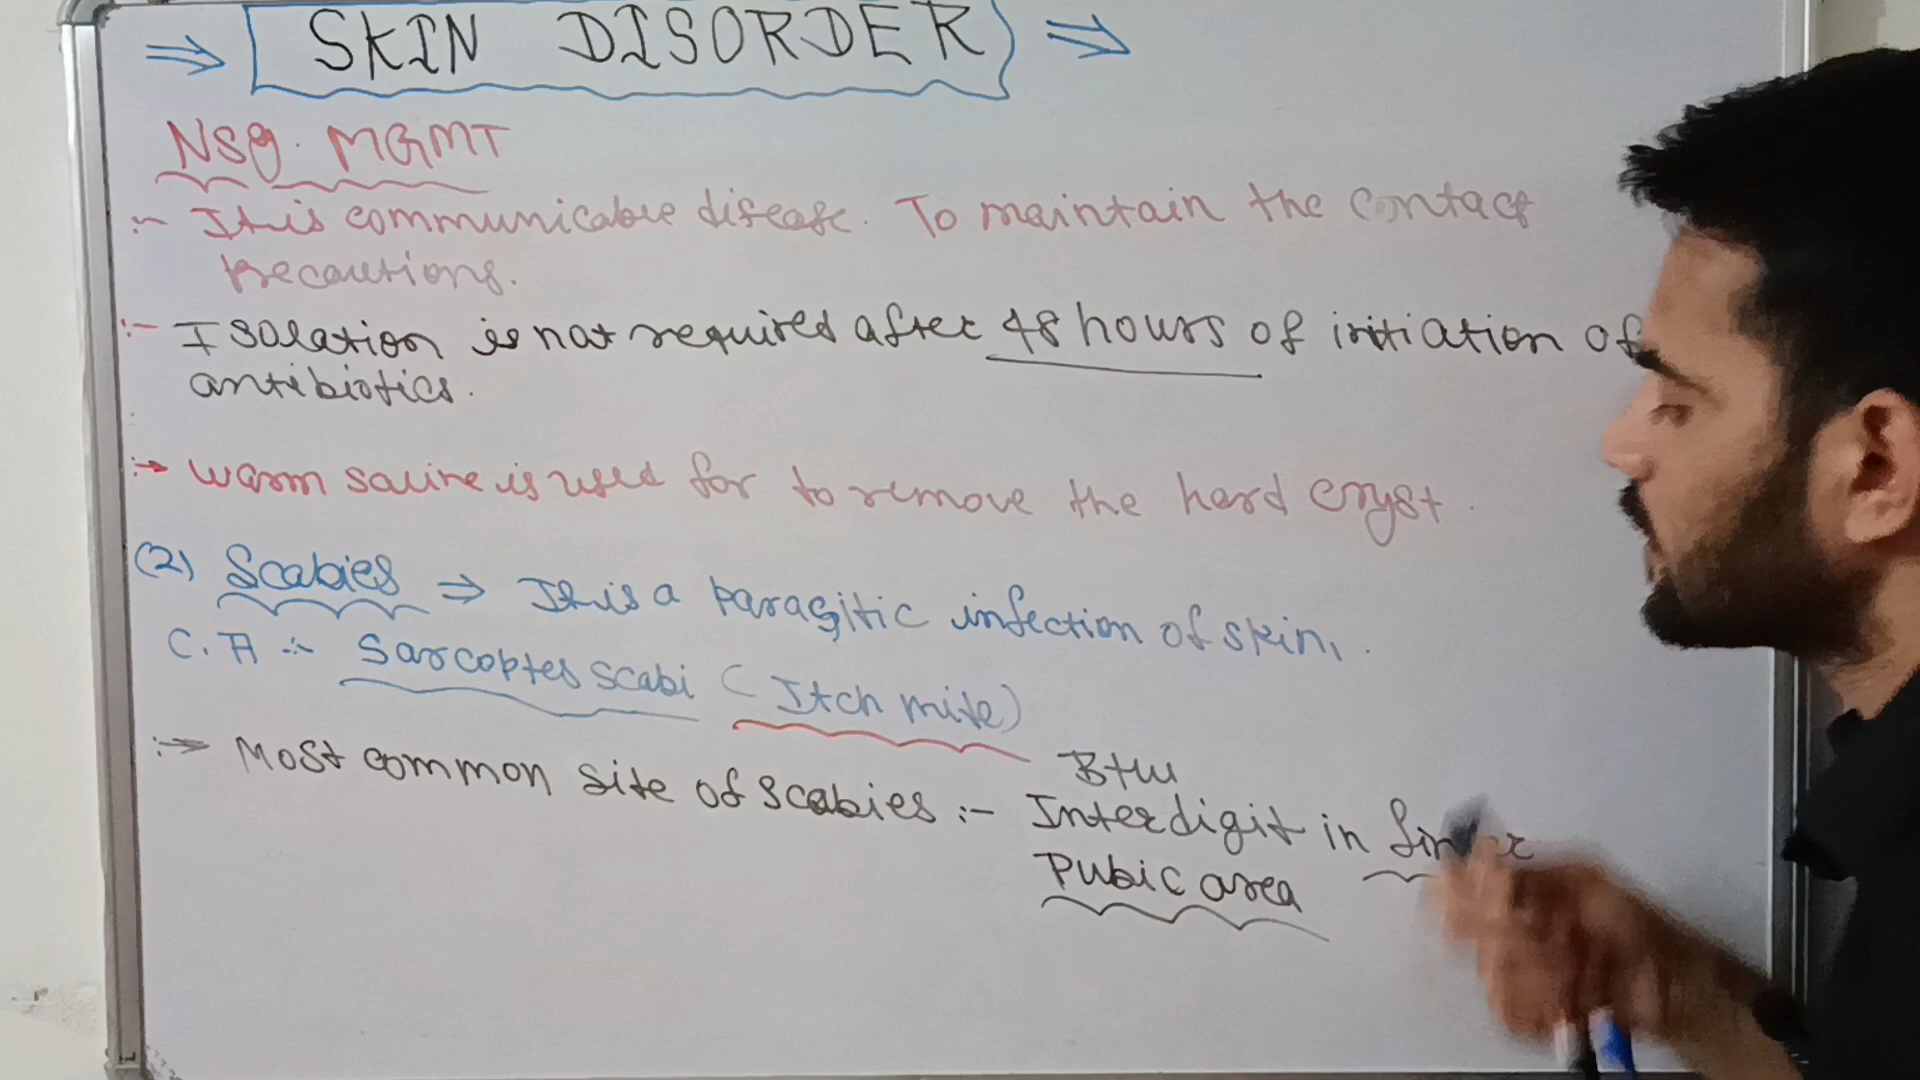 ⇒ SKIN DISORDER ⇒
NSg. MGMT
:- It is communicable disease. To maintain the contact
precautions.
:- Isolation is not required after 48 hours of initiation of
antibiotics.
:→ Warm saline is used for to remove the hard cryst.
(2) Scabies ⇒ It is a parasitic infection of skin.
C.A :- Sarcoptes scabi (Itch mite)
:→ Most common site of scabies :- Btw
Interdigit in
Pubic area